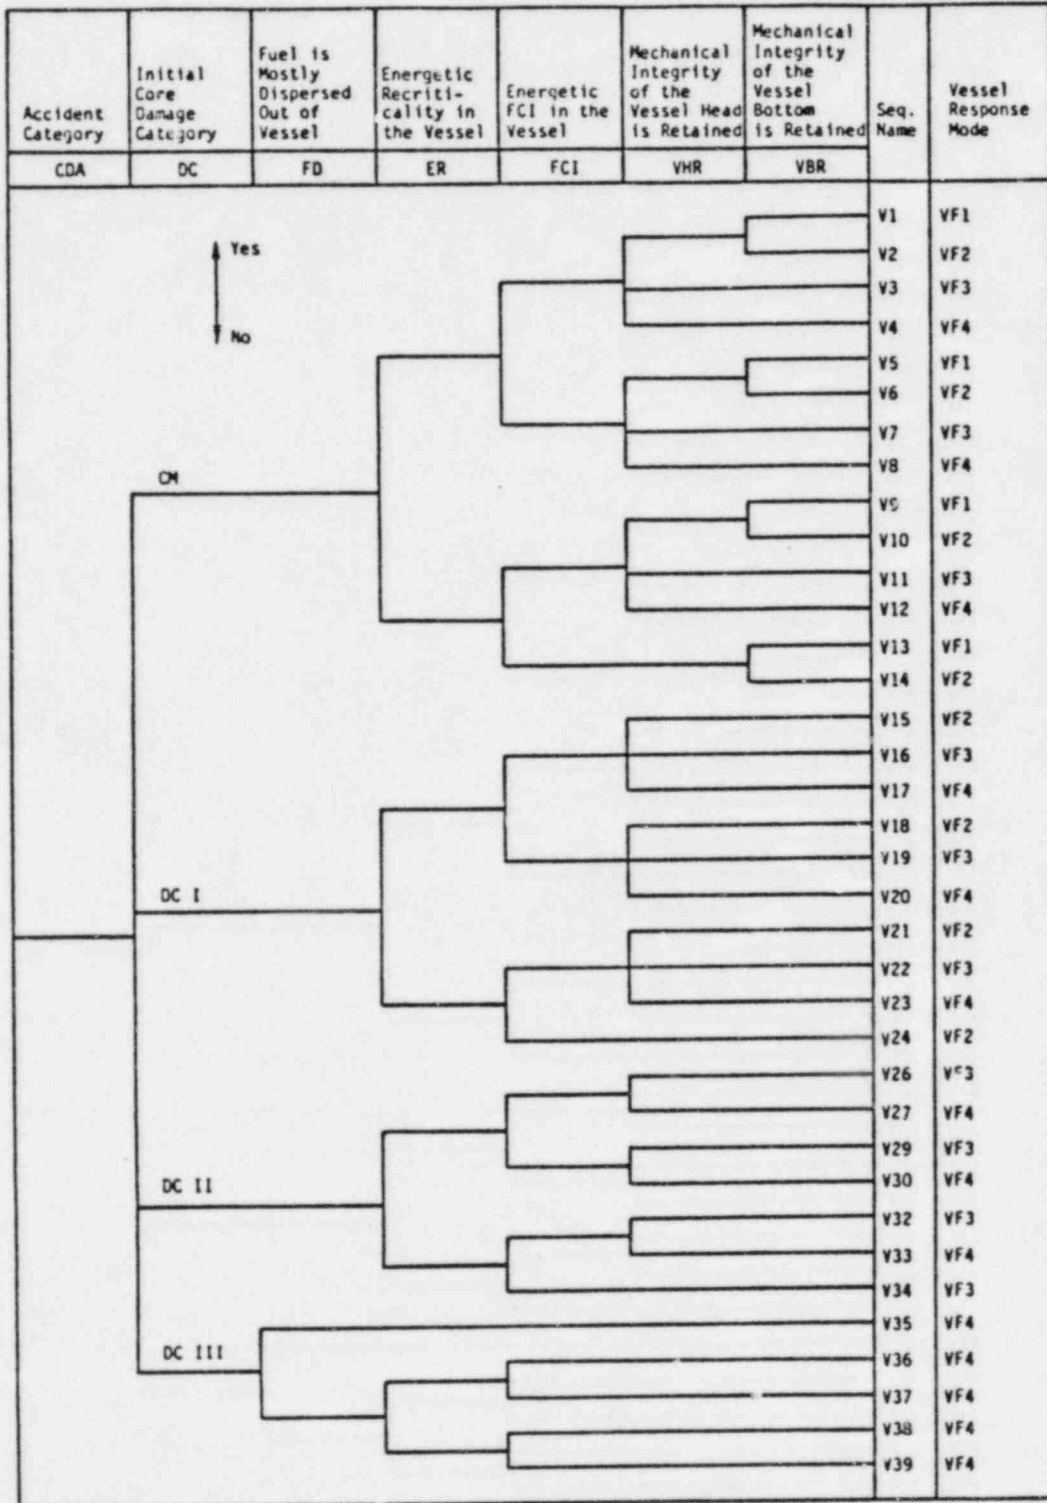 Accident
Category
Initial
Core
Damage
Category
Fuel is
Mostly
Dispersed
Out of
Vessel
Energetic
Recriti-
cality in
the Vessel
Energetic
FCI in the
Vessel
Mechanical
Integrity
of the
Vessel Head
is Retained
Mechanical
Integrity
of the
Vessel
Bottom
is Retained
Seq.
Name
Vessel
Response
Mode
CDA DC FD ER FCI VHR VBR
Yes
No
CM
DC I
DC II
DC III
V1 VF1
V2 VF2
V3 VF3
V4 VF4
V5 VF1
V6 VF2
V7 VF3
V8 VF4
V9 VF1
V10 VF2
V11 VF3
V12 VF4
V13 VF1
V14 VF2
V15 VF2
V16 VF3
V17 VF4
V18 VF2
V19 VF3
V20 VF4
V21 VF2
V22 VF3
V23 VF4
V24 VF2
V26 VF3
V27 VF4
V29 VF3
V30 VF4
V32 VF3
V33 VF4
V34 VF3
V35 VF4
V36 VF4
V37 VF4
V38 VF4
V39 VF4